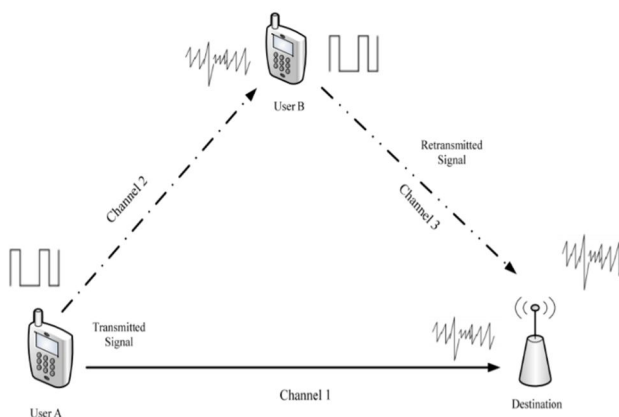 User B
Retransmitted
Signal
Channel 2
Channel 3
Transmitted
Signal
User A
Channel 1
Destination